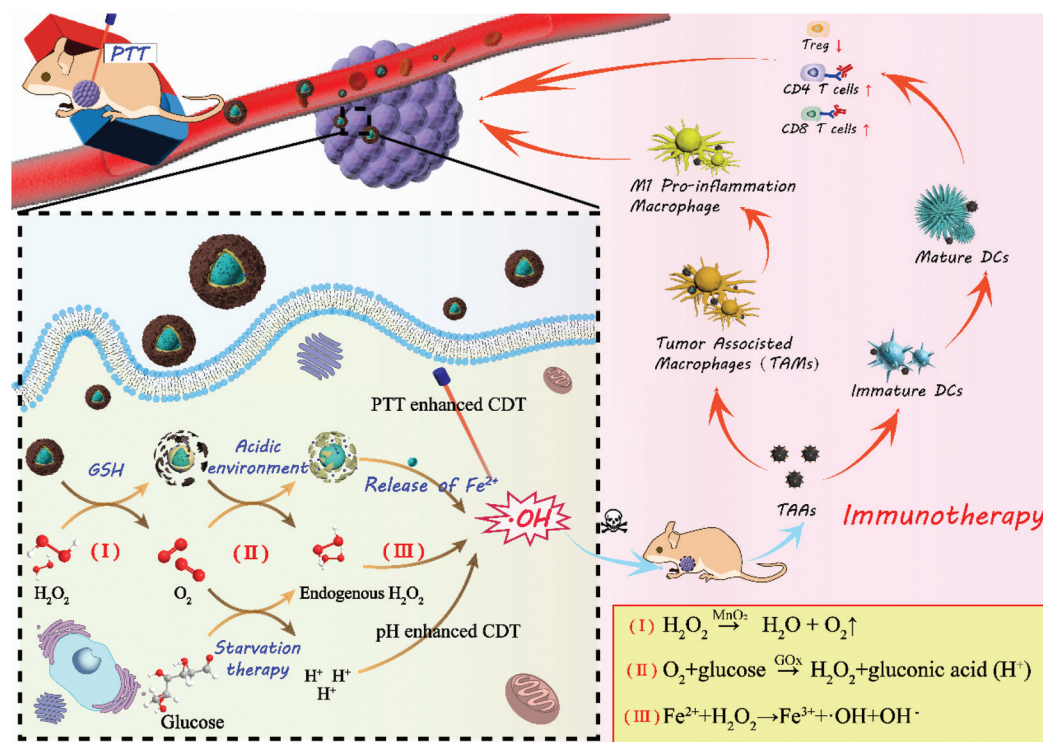 PTT
Treg ↓
CD4 T cells ↑
CD8 T cells ↑
M1 Pro-inflammation
Macrophage
Mature DCs
Tumor Associsted
Macrophages (TAMs)
Immature DCs
TAAs
Immunotherapy
PTT enhanced CDT
GSH
Acidic
environment
Release of Fe²⁺
·OH
(I)
(II)
(III)
H₂O₂
O₂
Endogenous H₂O₂
pH enhanced CDT
Starvation
therapy
H⁺ H⁺
H⁺
Glucose
(I) H₂O₂ →MnO₂ H₂O + O₂↑
(II) O₂+glucose →GOx H₂O₂+gluconic acid (H⁺)
(III) Fe²⁺+H₂O₂→Fe³⁺+·OH+OH⁻